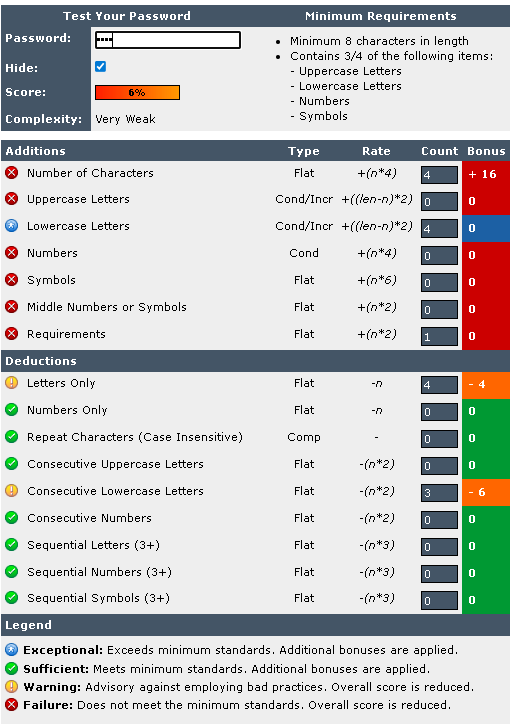 Test Your Password
Minimum Requirements
Password: ••••
• Minimum 8 characters in length
• Contains 3/4 of the following items:
- Uppercase Letters
- Lowercase Letters
- Numbers
- Symbols
Hide:
Score: 6%
Complexity: Very Weak
Additions Type Rate Count Bonus
Number of Characters Flat +(n*4) 4 + 16
Uppercase Letters Cond/Incr +((len-n)*2) 0 0
Lowercase Letters Cond/Incr +((len-n)*2) 4 0
Numbers Cond +(n*4) 0 0
Symbols Flat +(n*6) 0 0
Middle Numbers or Symbols Flat +(n*2) 0 0
Requirements Flat +(n*2) 1 0
Deductions
Letters Only Flat -n 4 - 4
Numbers Only Flat -n 0 0
Repeat Characters (Case Insensitive) Comp - 0 0
Consecutive Uppercase Letters Flat -(n*2) 0 0
Consecutive Lowercase Letters Flat -(n*2) 3 - 6
Consecutive Numbers Flat -(n*2) 0 0
Sequential Letters (3+) Flat -(n*3) 0 0
Sequential Numbers (3+) Flat -(n*3) 0 0
Sequential Symbols (3+) Flat -(n*3) 0 0
Legend
Exceptional: Exceeds minimum standards. Additional bonuses are applied.
Sufficient: Meets minimum standards. Additional bonuses are applied.
Warning: Advisory against employing bad practices. Overall score is reduced.
Failure: Does not meet the minimum standards. Overall score is reduced.